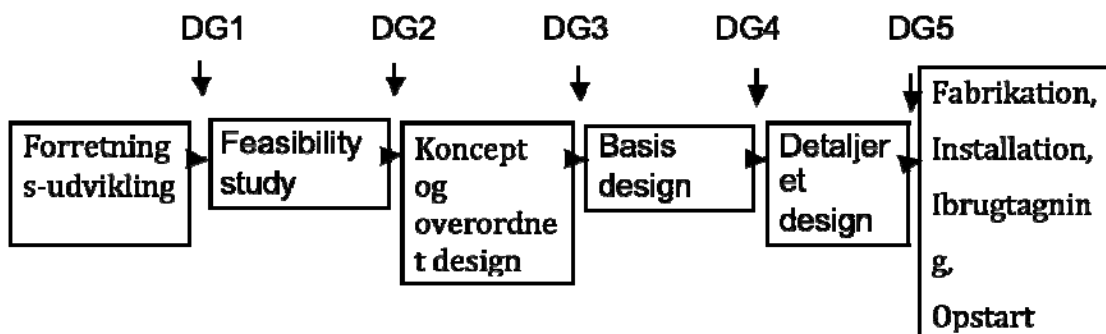 DG1 DG2 DG3 DG4 DG5
Forretning
s-udvikling
Feasibility
study
Koncept
og
overordne
t design
Basis
design
Detaljer
et
design
Fabrikation,
Installation,
Ibrugtagnin
g,
Opstart